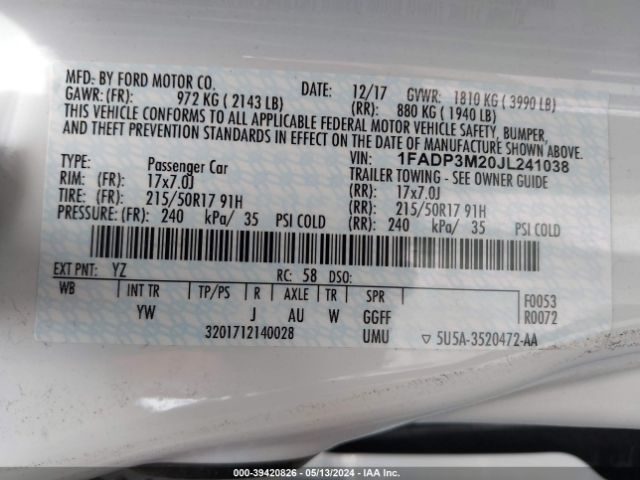 MFD. BY FORD MOTOR CO. DATE: 12/17 GVWR: 1810 KG ( 3990 LB)
GAWR: (FR): 972 KG ( 2143 LB) (RR): 880 KG ( 1940 LB)
THIS VEHICLE CONFORMS TO ALL APPLICABLE FEDERAL MOTOR VEHICLE SAFETY, BUMPER,
AND THEFT PREVENTION STANDARDS IN EFFECT ON THE DATE OF MANUFACTURE SHOWN ABOVE.
VIN: 1FADP3M20JL241038
TYPE: Passenger Car TRAILER TOWING - SEE OWNER GUIDE
RIM: (FR): 17x7.0J (RR): 17x7.0J
TIRE: (FR): 215/50R17 91H (RR): 215/50R17 91H
PRESSURE: (FR): 240 kPa/ 35 PSI COLD (RR): 240 kPa/ 35 PSI COLD
EXT PNT: YZ RC: 58 DSO:
WB INT TR TP/PS R AXLE TR SPR F0053
YW J AU W GGFF R0072
3201712140028 UMU ▽ 5U5A-3520472-AA
000-39420826 - 05/13/2024 - IAA Inc.